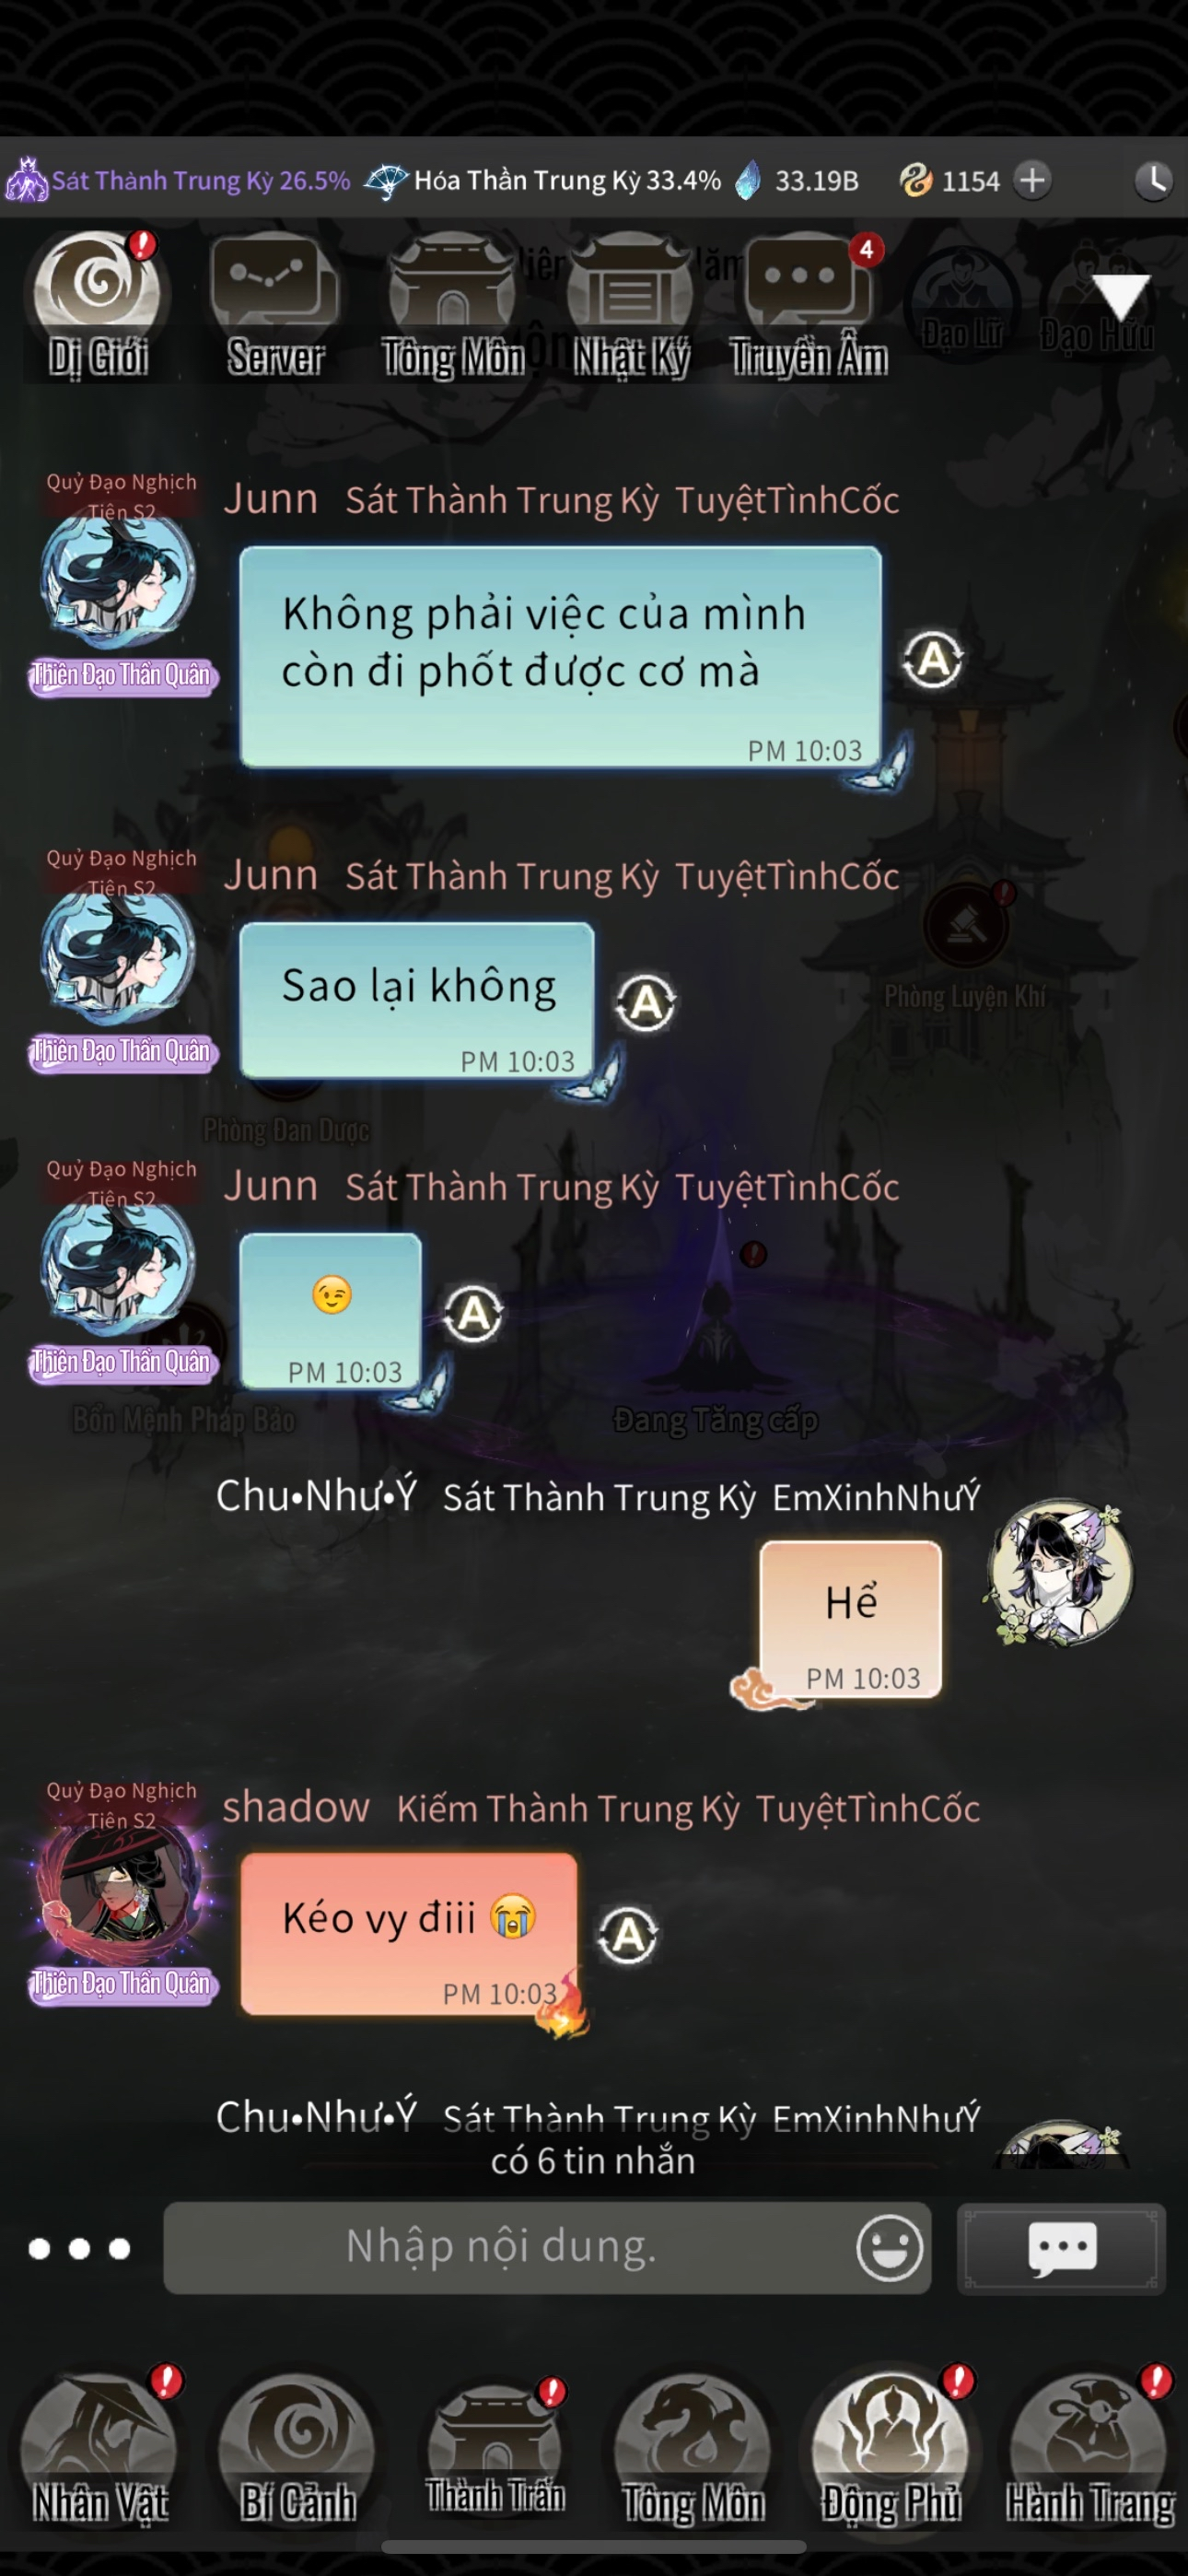 Sát Thành Trung Kỳ 26.5% Hóa Thần Trung Kỳ 33.4% 33.19B 1154
4
Dị Giới Server Tông Môn Nhật Ký Truyền Âm Đạo Lữ Đạo Hữu
Quỷ Đạo Nghịch
Tiên S2
Junn Sát Thành Trung Kỳ TuyệtTìnhCốc
Không phải việc của mình
còn đi phốt được cơ mà
PM 10:03
A
Thiên Đạo Thần Quân
Quỷ Đạo Nghịch
Tiên S2
Junn Sát Thành Trung Kỳ TuyệtTìnhCốc
Sao lại không
PM 10:03
A
Thiên Đạo Thần Quân
Phòng Luyện Khí
Phòng Đan Dược
Quỷ Đạo Nghịch
Tiên S2
Junn Sát Thành Trung Kỳ TuyệtTìnhCốc
😉
PM 10:03
A
Thiên Đạo Thần Quân
Bổn Mệnh Pháp Bảo
Đang Tăng cấp
Chu•Như•Ý Sát Thành Trung Kỳ EmXinhNhưÝ
Hể
PM 10:03
Quỷ Đạo Nghịch
Tiên S2
shadow Kiếm Thành Trung Kỳ TuyệtTìnhCốc
Kéo vy điii 😭
PM 10:03
A
Thiên Đạo Thần Quân
Chu•Như•Ý Sát Thành Trung Kỳ EmXinhNhưÝ
có 6 tin nhắn
Nhập nội dung.
Nhân Vật Bí Cảnh Thành Trấn Tông Môn Động Phủ Hành Trang